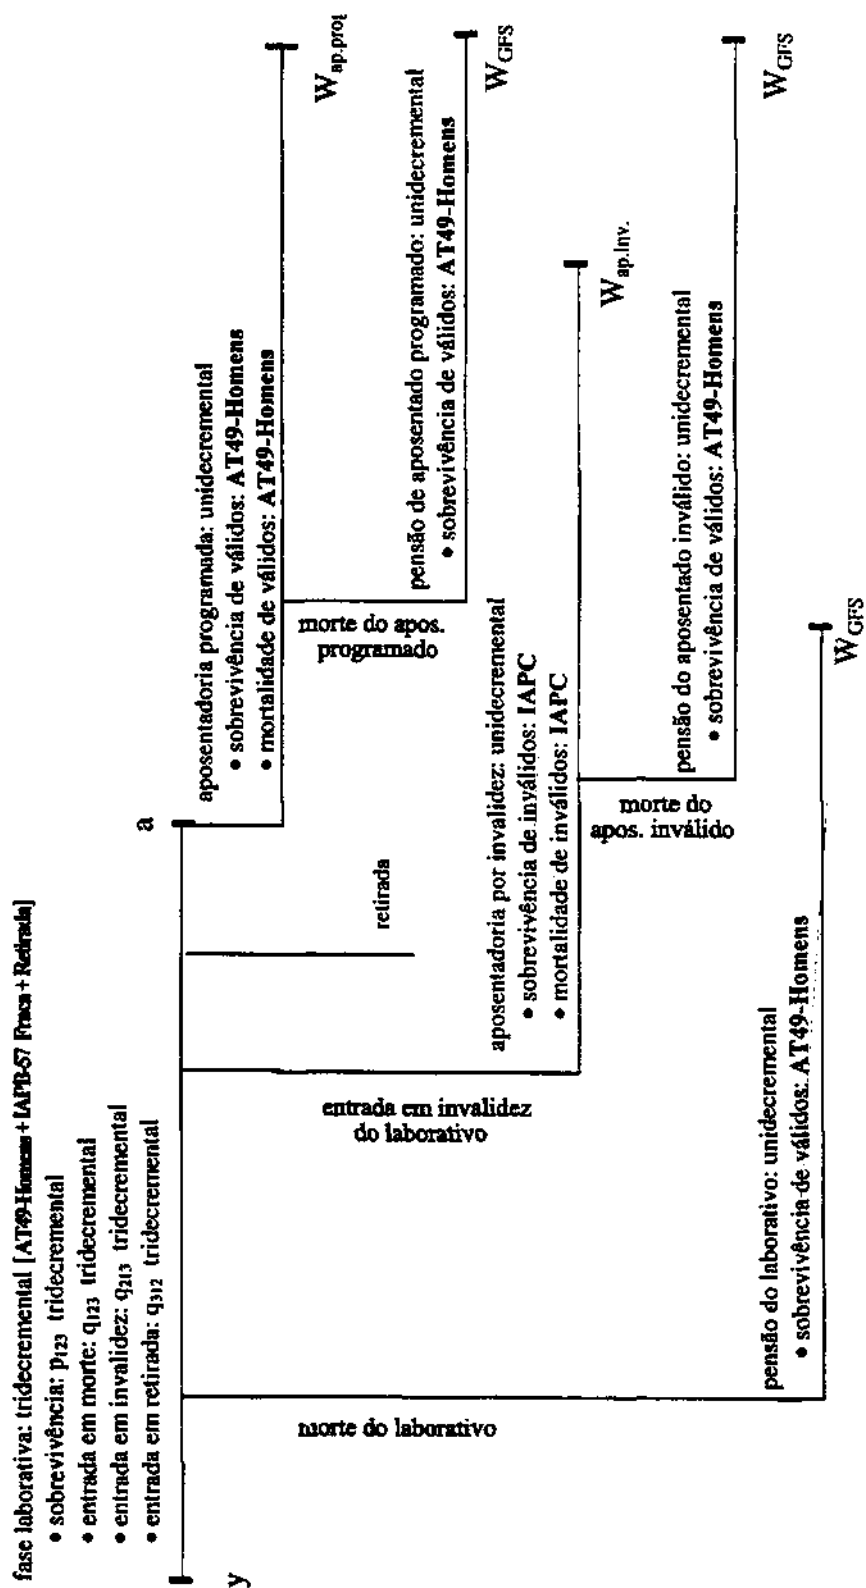 fase laborativa: tridecremental [AT49-Homens + IAPB-57 Fraca + Retirada]
• sobrevivência: p123 tridecremental
• entrada em morte: q123 tridecremental
• entrada em invalidez: q213 tridecremental
• entrada em retirada: q312 tridecremental
y
a
aposentadoria programada: unidecremental
• sobrevivência de válidos: AT49-Homens
• mortalidade de válidos: AT49-Homens
Wap.prog
morte do apos.
programado
pensão de aposentado programado: unidecremental
• sobrevivência de válidos: AT49-Homens
WGFS
retirada
entrada em invalidez
do laborativo
aposentadoria por invalidez: unidecremental
• sobrevivência de inválidos: IAPC
• mortalidade de inválidos: IAPC
Wap.Inv.
morte do
apos. inválido
pensão do aposentado inválido: unidecremental
• sobrevivência de válidos: AT49-Homens
WGFS
morte do laborativo
pensão do laborativo: unidecremental
• sobrevivência de válidos: AT49-Homens
WGFS